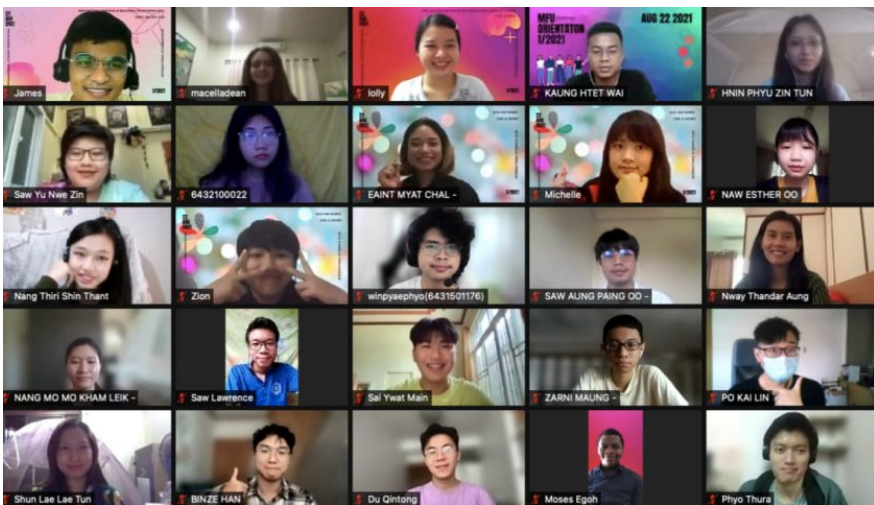 James
macelladean
lolly
MFU
ORIENTATON
1/2021
AUG 22 2021
KAUNG HTET WAI
HNIN PHYU ZIN TUN
Saw Yu Nwe Zin
6432100022
EAINT MYAT CHAL -
Michelle
NAW ESTHER OO
Nang Thiri Shin Thant
Zion
winpyaephyo(6431501176)
SAW AUNG PAING OO -
Nway Thandar Aung
NANG MO MO KHAM LEIK -
Saw Lawrence
Sai Ywat Main
ZARNI MAUNG -
PO KAI LIN
Shun Lae Lae Tun
BINZE HAN
Du Qintong
Moses Egoh
Phyo Thura